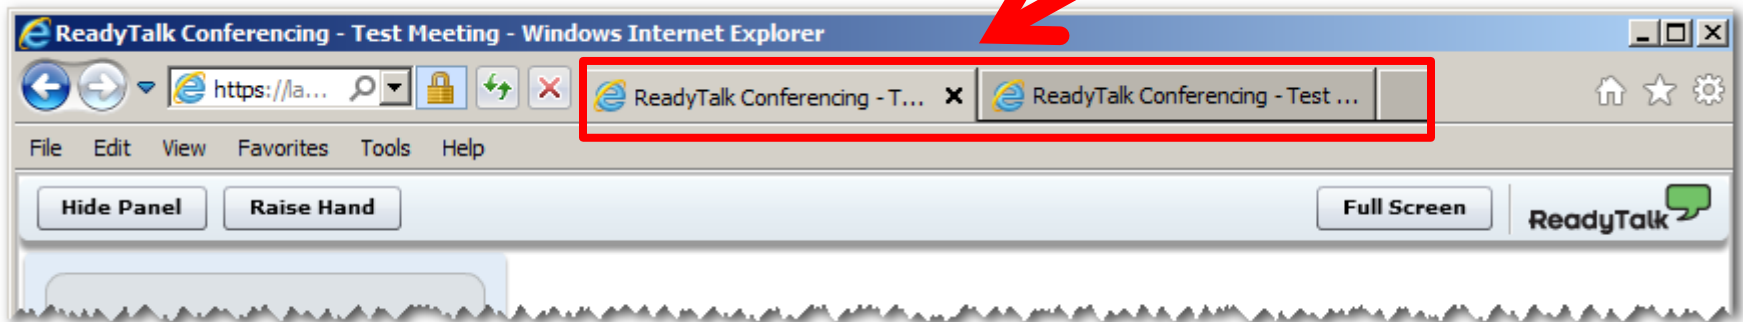 ReadyTalk Conferencing - Test Meeting - Windows Internet Explorer
https://la...
ReadyTalk Conferencing - T...
ReadyTalk Conferencing - Test ...
File Edit View Favorites Tools Help
Hide Panel
Raise Hand
Full Screen
ReadyTalk